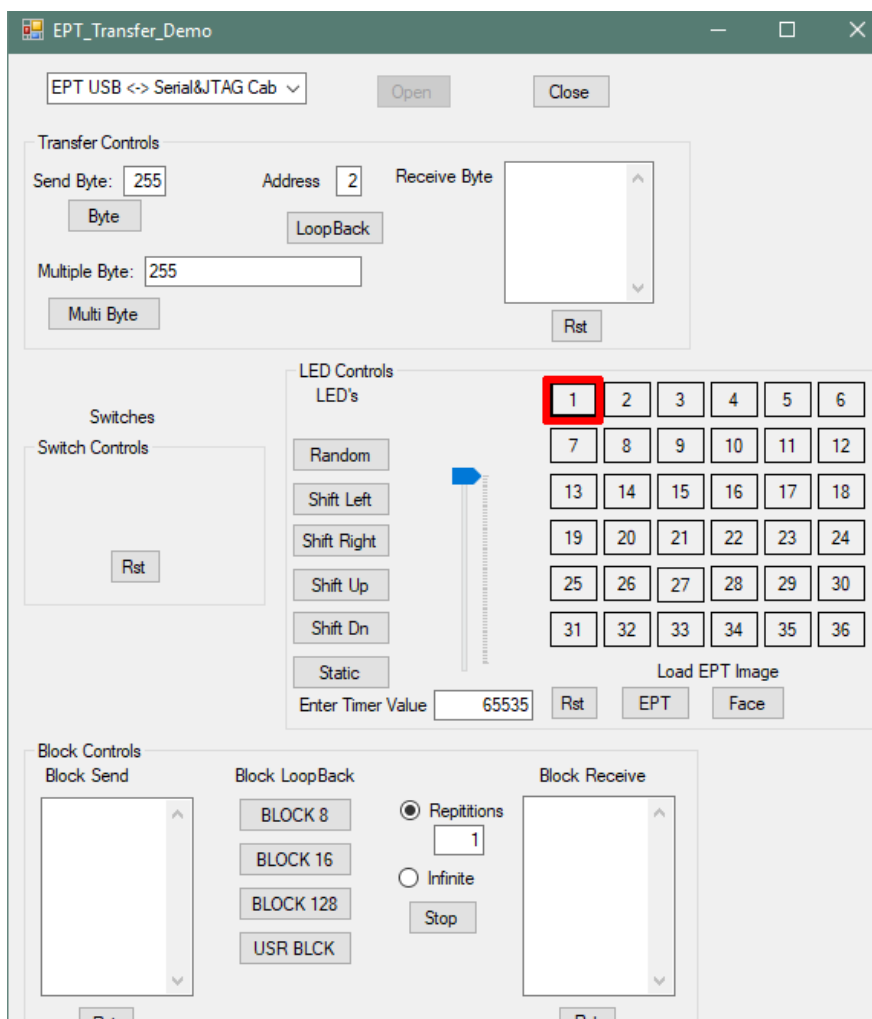 EPT_Transfer_Demo
EPT USB <-> Serial&JTAG Cab
Open
Close
Transfer Controls
Send Byte: 255
Address 2
Receive Byte
Byte
LoopBack
Multiple Byte: 255
Multi Byte
Rst
LED Controls
LED's
Switches
Switch Controls
Rst
Random
Shift Left
Shift Right
Shift Up
Shift Dn
Static
Enter Timer Value 65535
1 2 3 4 5 6
7 8 9 10 11 12
13 14 15 16 17 18
19 20 21 22 23 24
25 26 27 28 29 30
31 32 33 34 35 36
Load EPT Image
Rst EPT Face
Block Controls
Block Send
Block LoopBack
Block Receive
BLOCK 8
BLOCK 16
BLOCK 128
USR BLCK
Repititions
1
Infinite
Stop